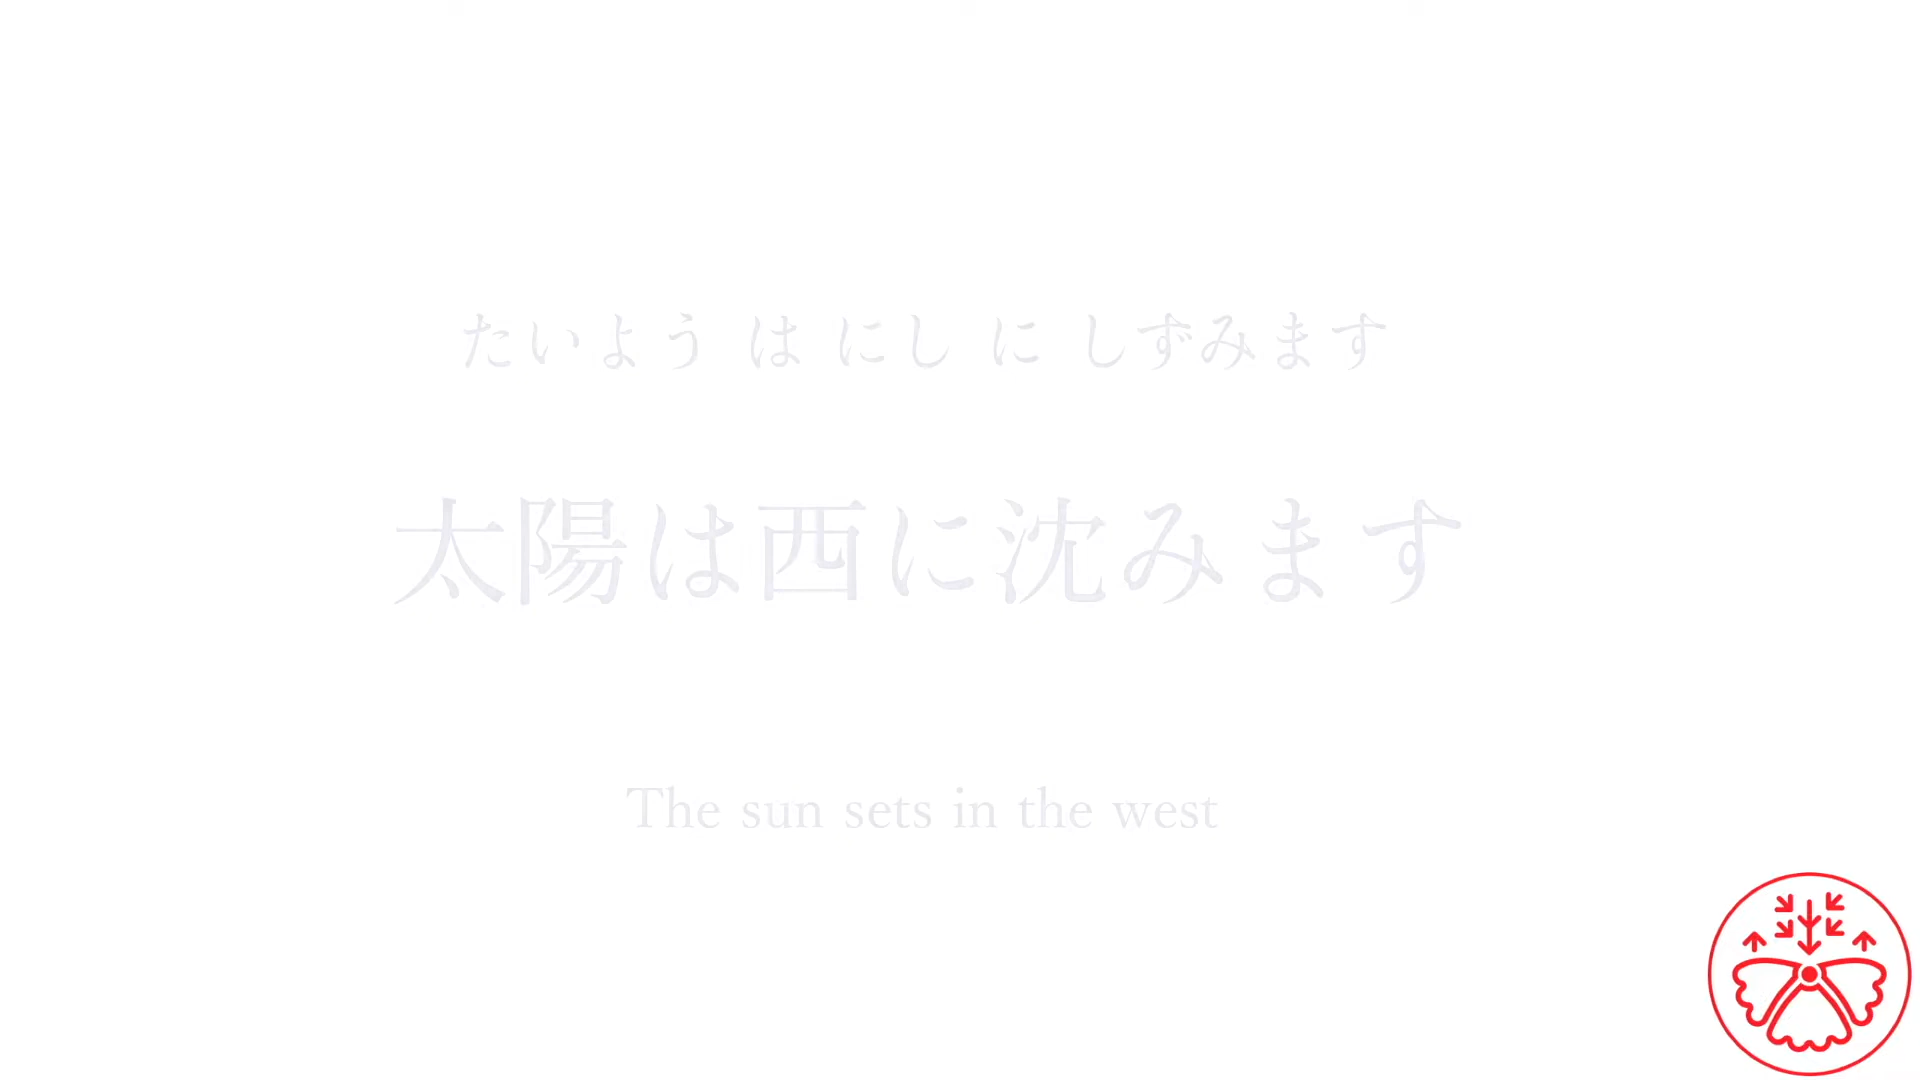 たいよう は にし に しずみます
太陽は西に沈みます
The sun sets in the west